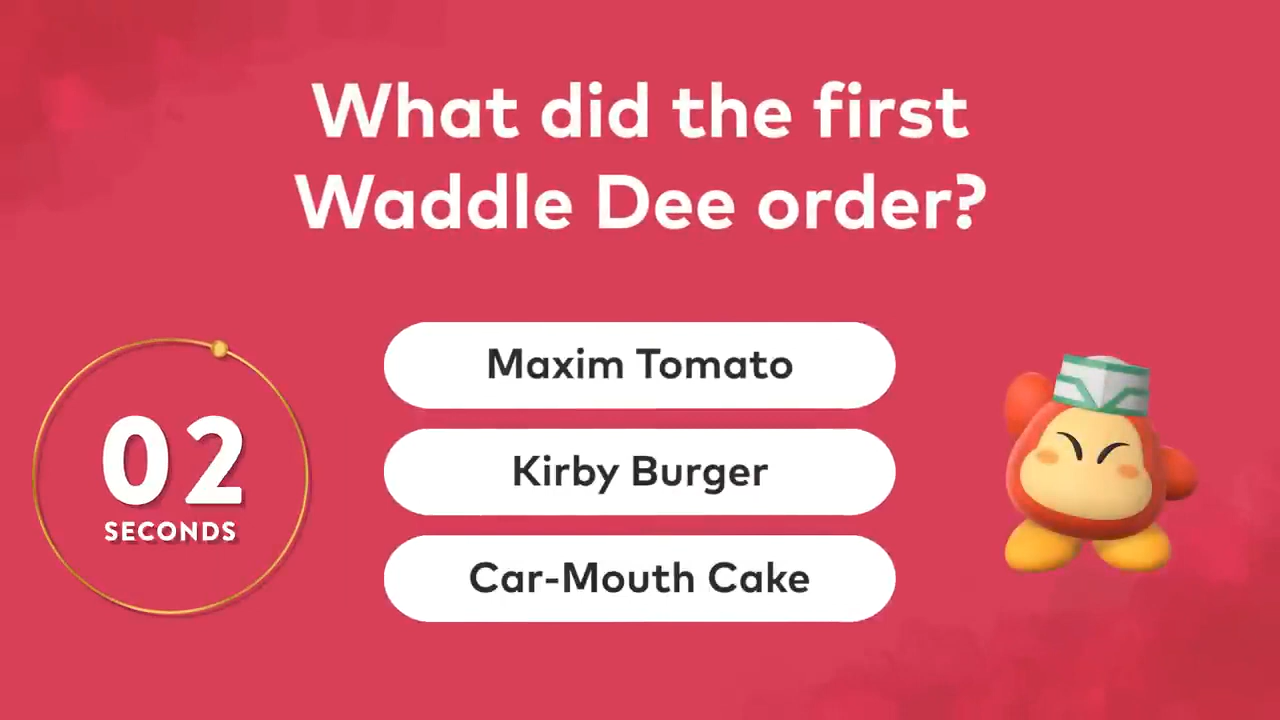 What did the first
Waddle Dee order?
Maxim Tomato
02
SECONDS
Kirby Burger
Car-Mouth Cake